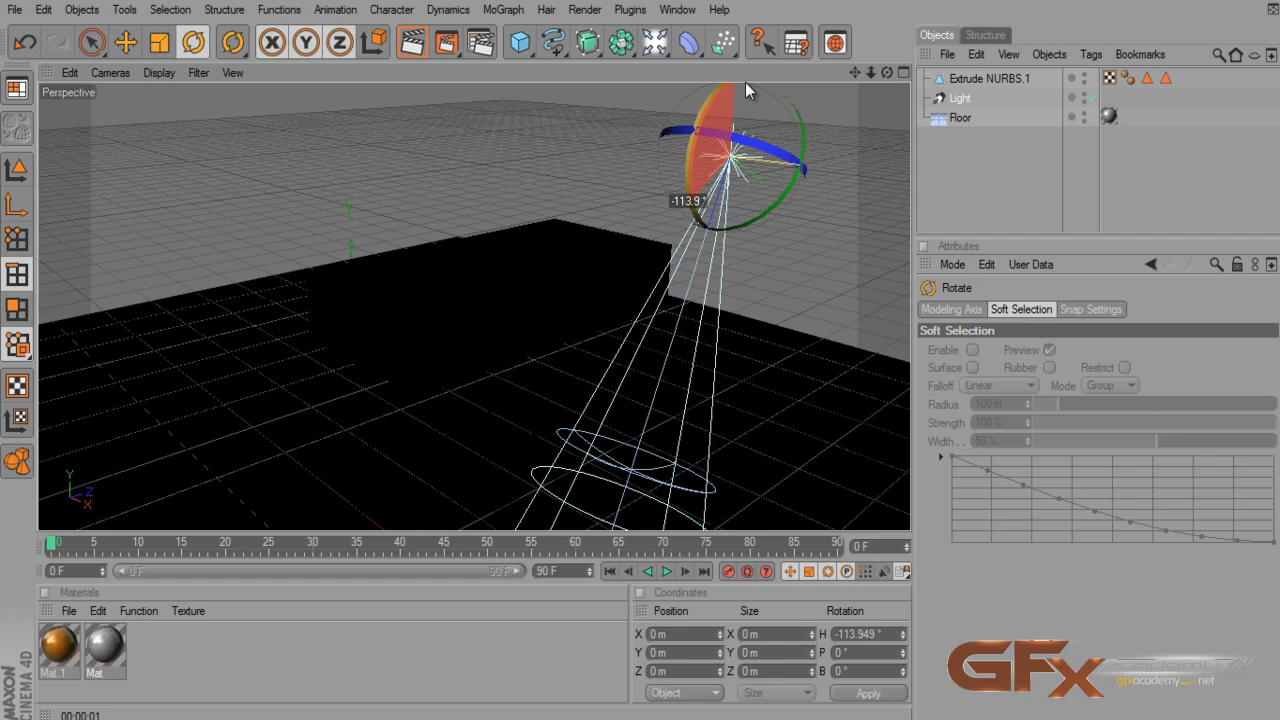 File Edit Objects Tools Selection Structure Functions Animation Character Dynamics MoGraph Hair Render Plugins Window Help
X Y Z
Edit Cameras Display Filter View
Perspective
-113.9 °
Y
Z
X
0 5 10 15 20 25 30 35 40 45 50 55 60 65 70 75 80 85 90
0 F
0 F
0 F
90 F
90 F
Materials
File Edit Function Texture
Mat.1
Mat
MAXON
CINEMA 4D
Coordinates
Position Size Rotation
X 0 m X 0 m H -113.949 °
Y 0 m Y 0 m P 0 °
Z 0 m Z 0 m B 0 °
Object Size Apply
00:00:01
Objects Structure
File Edit View Objects Tags Bookmarks
Extrude NURBS.1
Light
Floor
Attributes
Mode Edit User Data
Rotate
Modeling Axis Soft Selection Snap Settings
Soft Selection
Enable Preview
Surface Rubber Restrict
Falloff Linear Mode Group
Radius 100 m
Strength 100 %
Width . . 50 %
GFx academy
gfxacademy.net